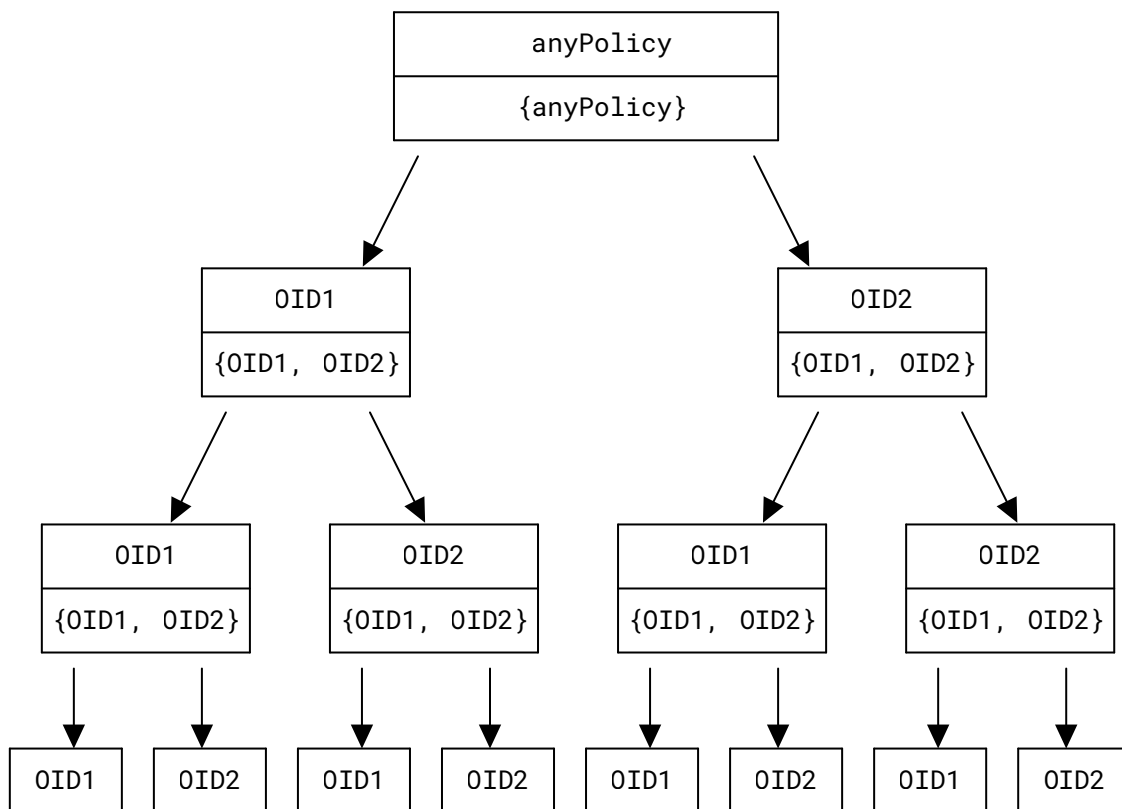 anyPolicy
{anyPolicy}
OID1 OID2
{OID1, OID2} {OID1, OID2}
OID1 OID2 OID1 OID2
{OID1, OID2} {OID1, OID2} {OID1, OID2} {OID1, OID2}
OID1 OID2 OID1 OID2 OID1 OID2 OID1 OID2